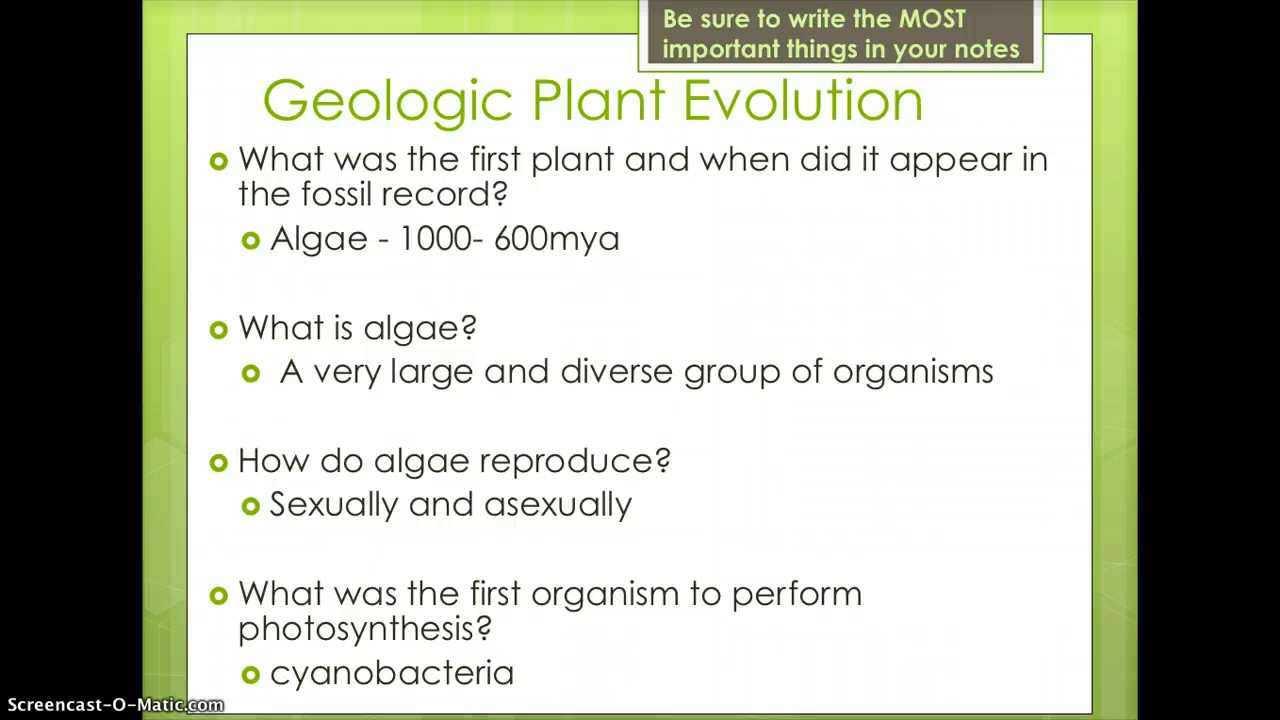 Be sure to write the MOST
important things in your notes
Geologic Plant Evolution
What was the first plant and when did it appear in
the fossil record?
Algae - 1000- 600mya
What is algae?
A very large and diverse group of organisms
How do algae reproduce?
Sexually and asexually
What was the first organism to perform
photosynthesis?
cyanobacteria
Screencast-O-Matic.com